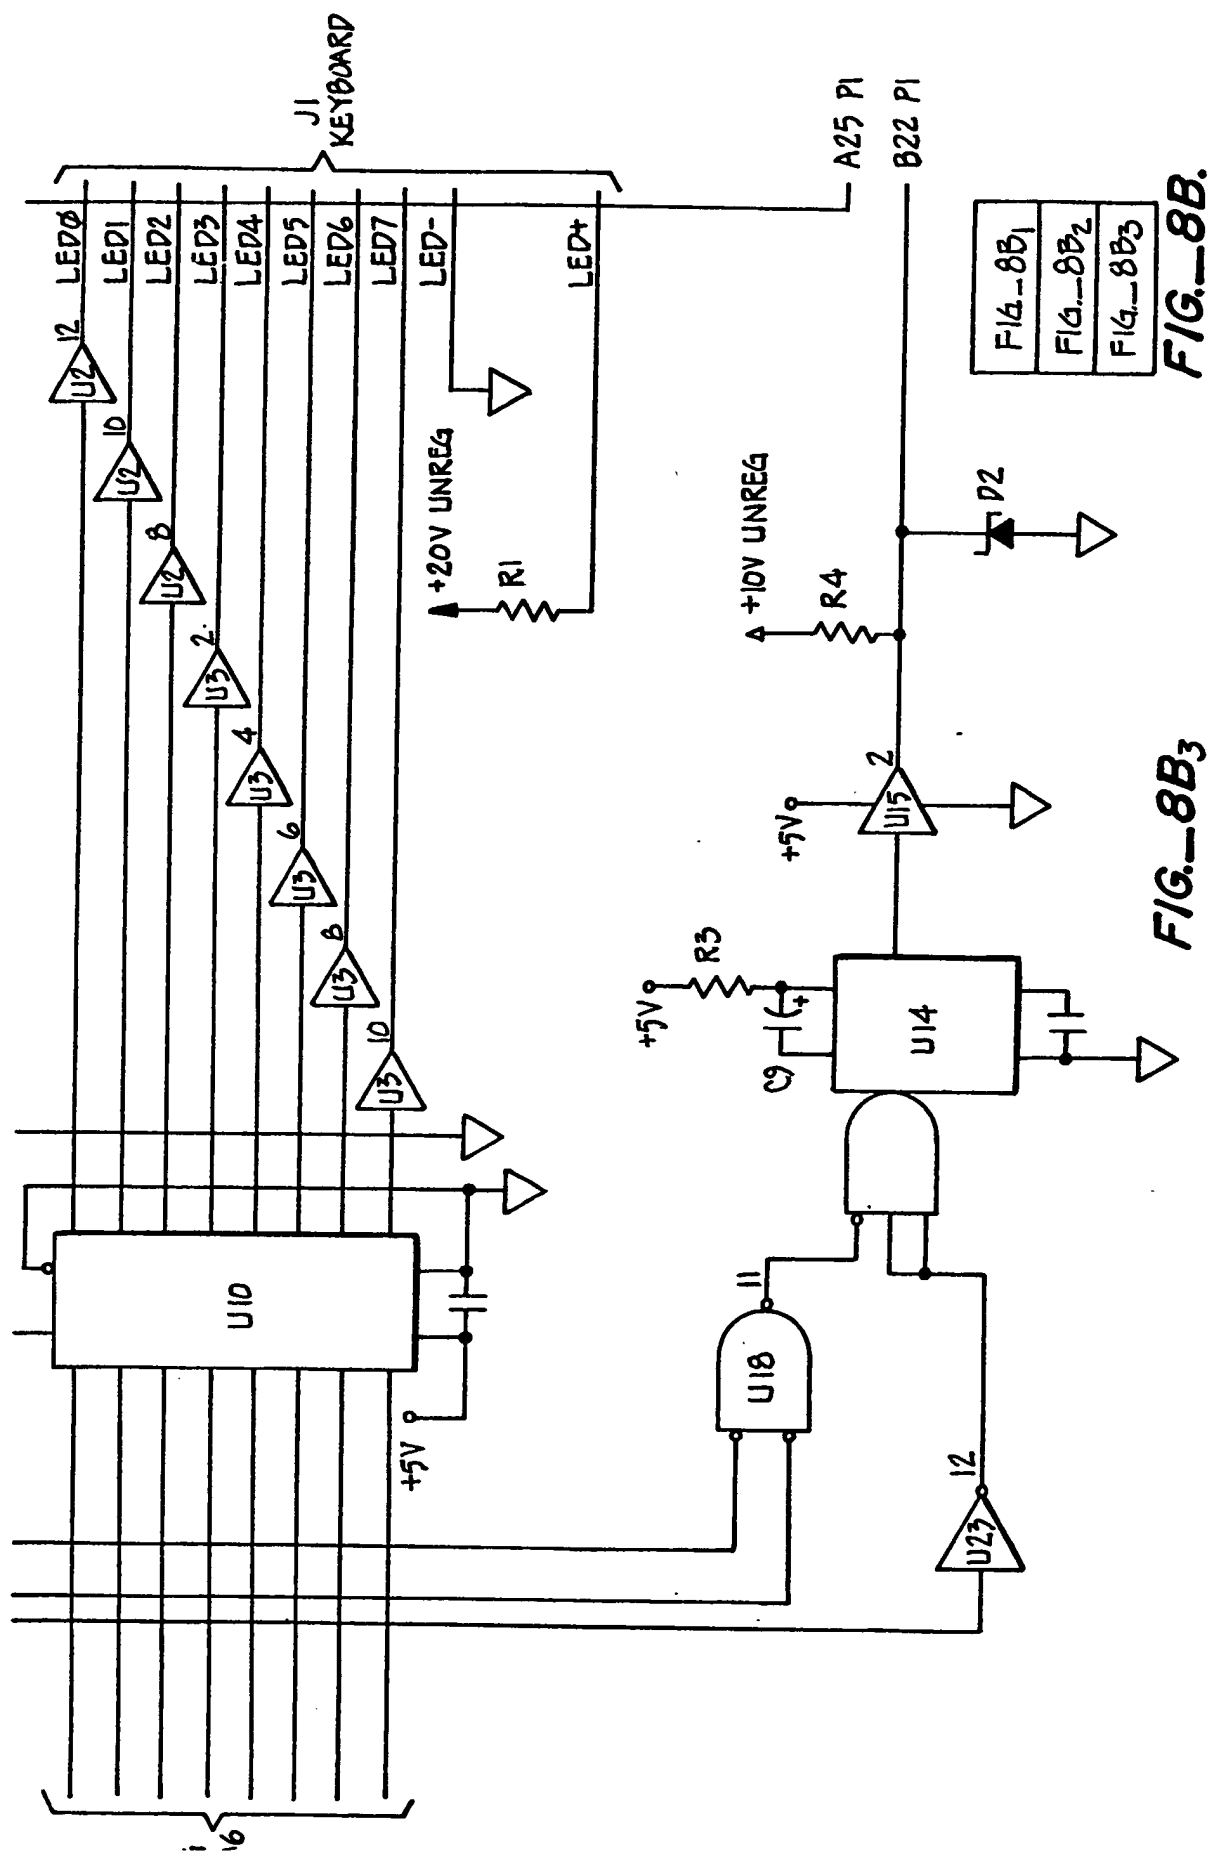 J1
KEYBOARD
LEDØ
LED1
LED2
LED3
LED4
LED5
LED6
LED7
LED-
LED+
12
U2
10
U2
8
U2
2
U3
4
U3
6
U3
8
U3
10
U3
+20V UNREG
R1
U10
+5V
A25 P1
B22 P1
+10V UNREG
R4
D2
+5V
U15
2
+5V
R3
C9
+
U14
U18
11
U23
12
FIG._8B1
FIG._8B2
FIG._8B3
FIG._8B.
FIG._8B3